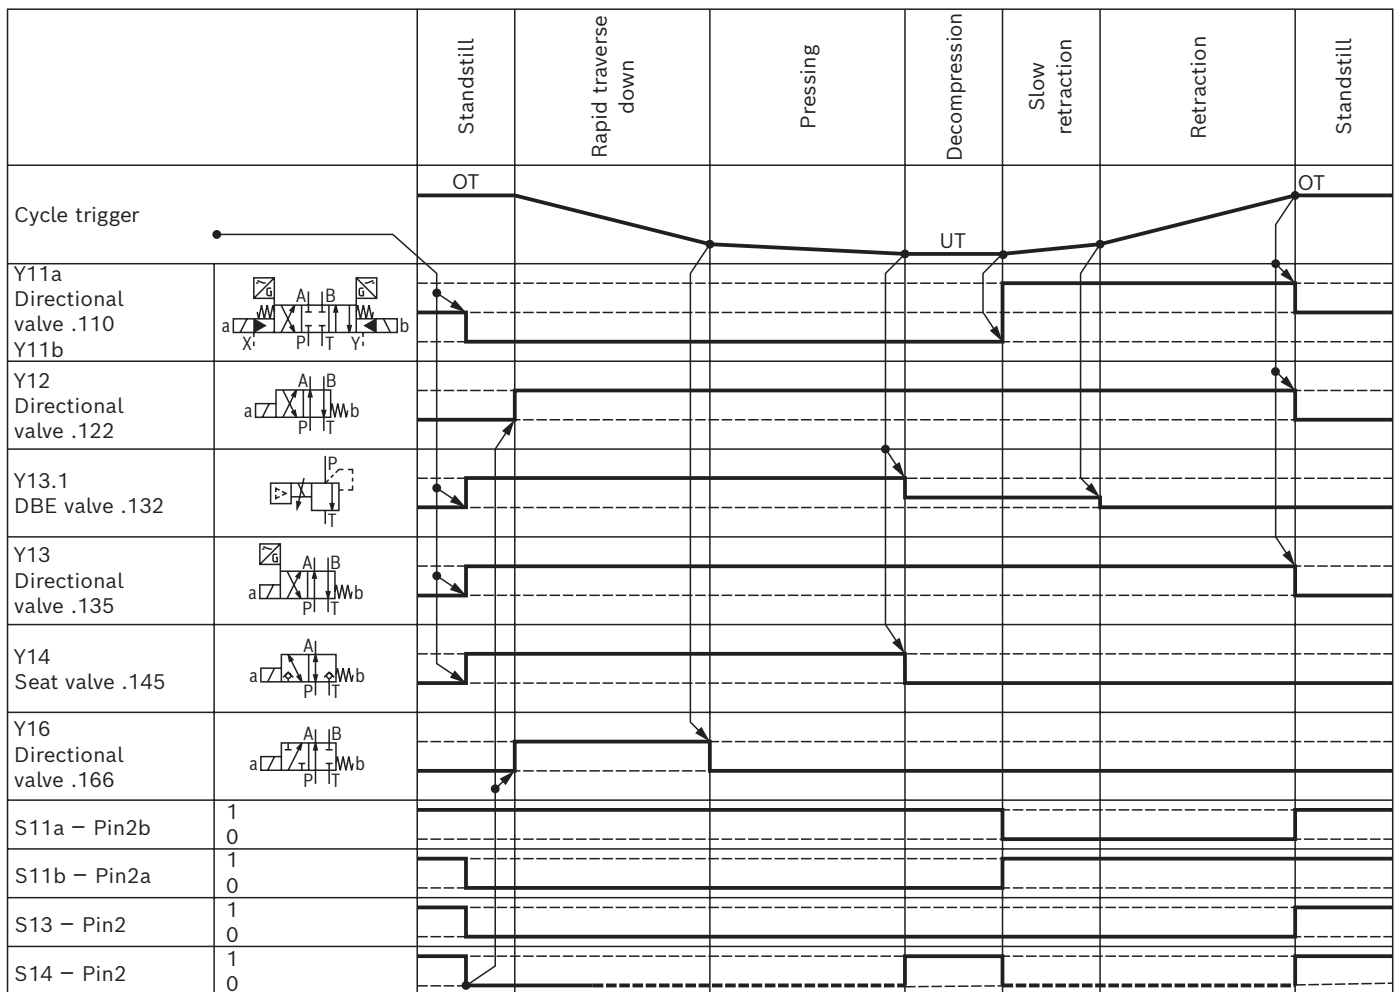 Standstill
Rapid traverse
down
Pressing
Decompression
Slow
retraction
Retraction
Standstill
Cycle trigger
OT
UT
OT
Y11a
Directional
valve .110
Y11b
G
G
A B
a b
X P T Y
Y12
Directional
valve .122
A B
a b
P T
Y13.1
DBE valve .132
P
T
Y13
Directional
valve .135
G
A B
a b
P T
Y14
Seat valve .145
A
a b
P T
Y16
Directional
valve .166
A B
a b
P T
S11a – Pin2b
1
0
S11b – Pin2a
1
0
S13 – Pin2
1
0
S14 – Pin2
1
0